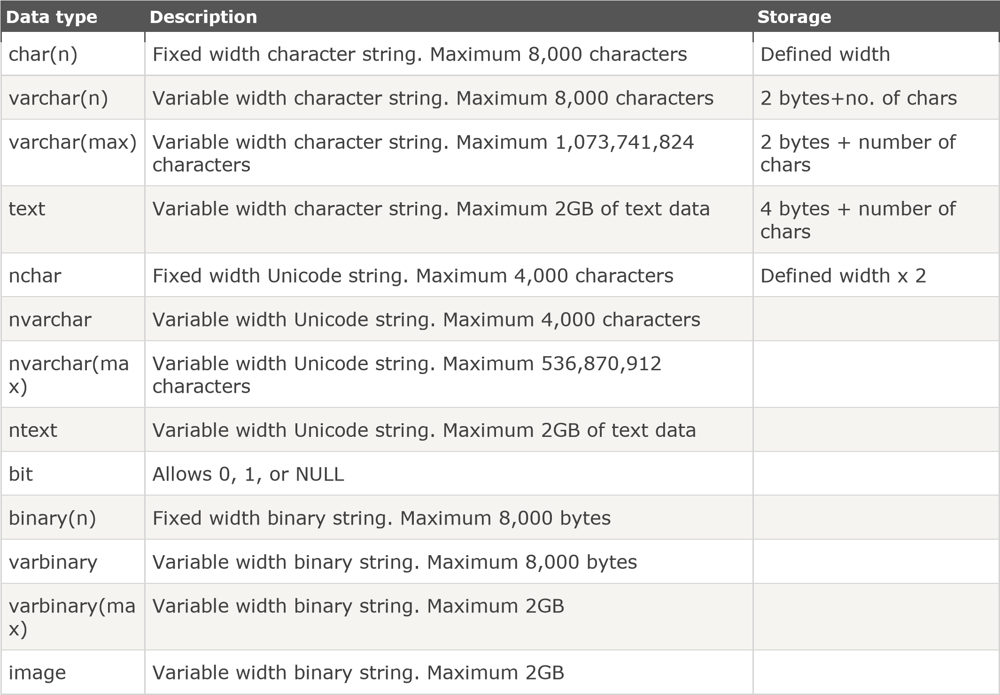 Data type Description Storage
char(n) Fixed width character string. Maximum 8,000 characters Defined width
varchar(n) Variable width character string. Maximum 8,000 characters 2 bytes+no. of chars
varchar(max) Variable width character string. Maximum 1,073,741,824 2 bytes + number of
characters chars
text Variable width character string. Maximum 2GB of text data 4 bytes + number of
chars
nchar Fixed width Unicode string. Maximum 4,000 characters Defined width x 2
nvarchar Variable width Unicode string. Maximum 4,000 characters
nvarchar(ma Variable width Unicode string. Maximum 536,870,912
x) characters
ntext Variable width Unicode string. Maximum 2GB of text data
bit Allows 0, 1, or NULL
binary(n) Fixed width binary string. Maximum 8,000 bytes
varbinary Variable width binary string. Maximum 8,000 bytes
varbinary(ma Variable width binary string. Maximum 2GB
x)
image Variable width binary string. Maximum 2GB